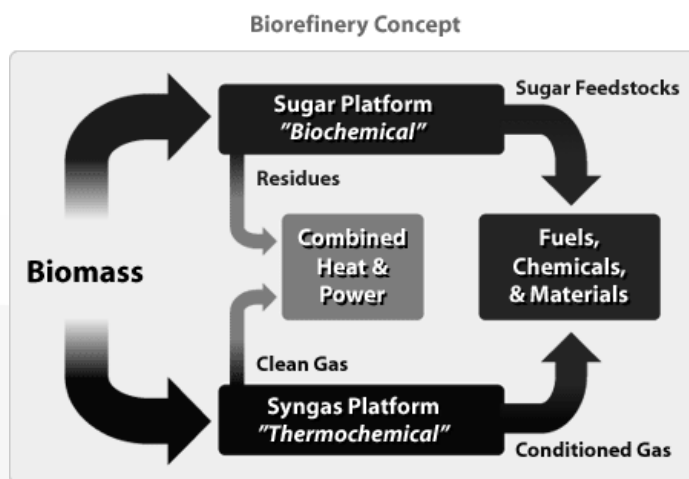 Biorefinery Concept
Sugar Platform
"Biochemical"
Sugar Feedstocks
Residues
Combined
Heat &
Power
Fuels,
Chemicals,
& Materials
Biomass
Clean Gas
Syngas Platform
"Thermochemical"
Conditioned Gas